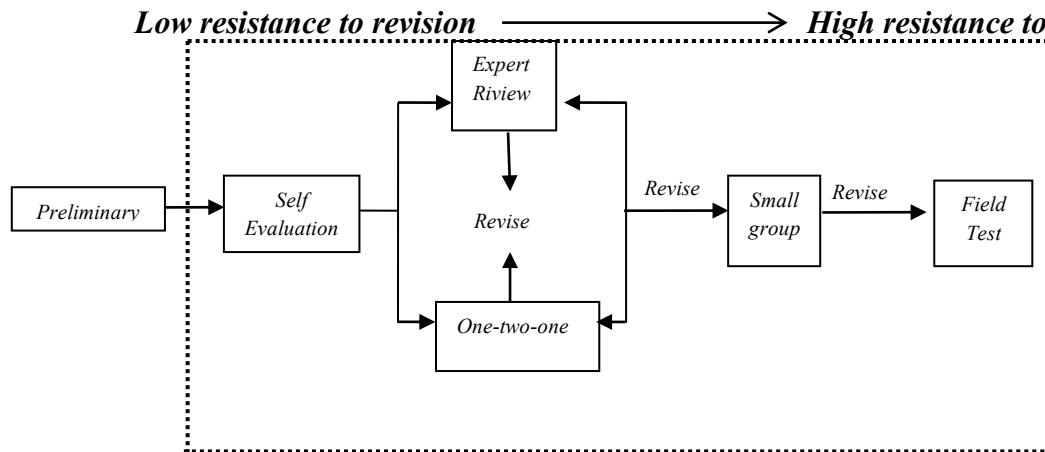 Low resistance to revision High resistance to
Expert
Riview
Preliminary
Self
Evaluation
Revise
One-two-one
Revise
Small
group
Revise
Field
Test